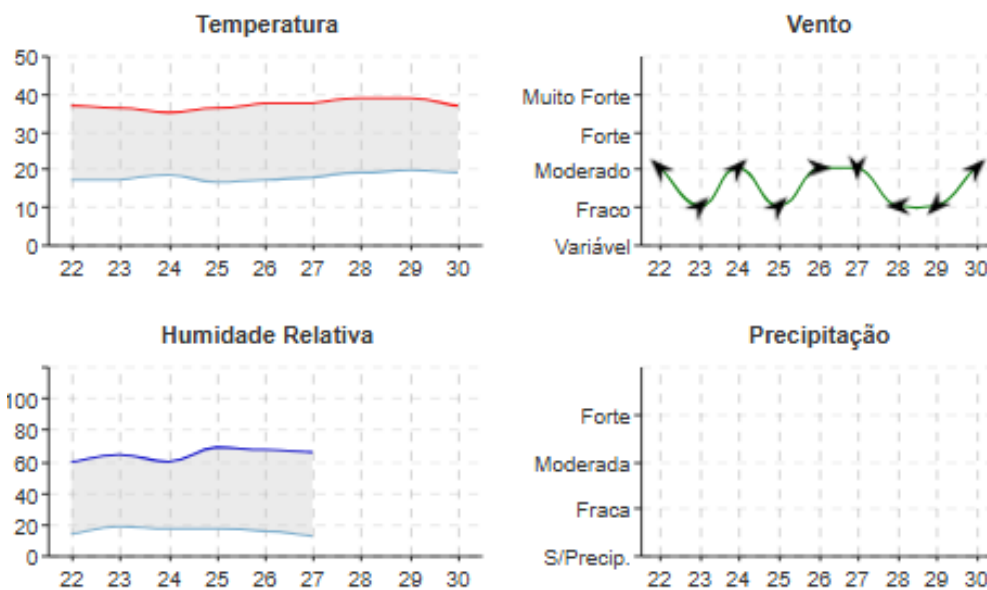 Temperatura
50
40
30
20
10
0
22 23 24 25 26 27 28 29 30
Vento
Muito Forte
Forte
Moderado
Fraco
Variável
22 23 24 25 26 27 28 29 30
Humidade Relativa
100
80
60
40
20
0
22 23 24 25 26 27 28 29 30
Precipitação
Forte
Moderada
Fraca
S/Precip.
22 23 24 25 26 27 28 29 30